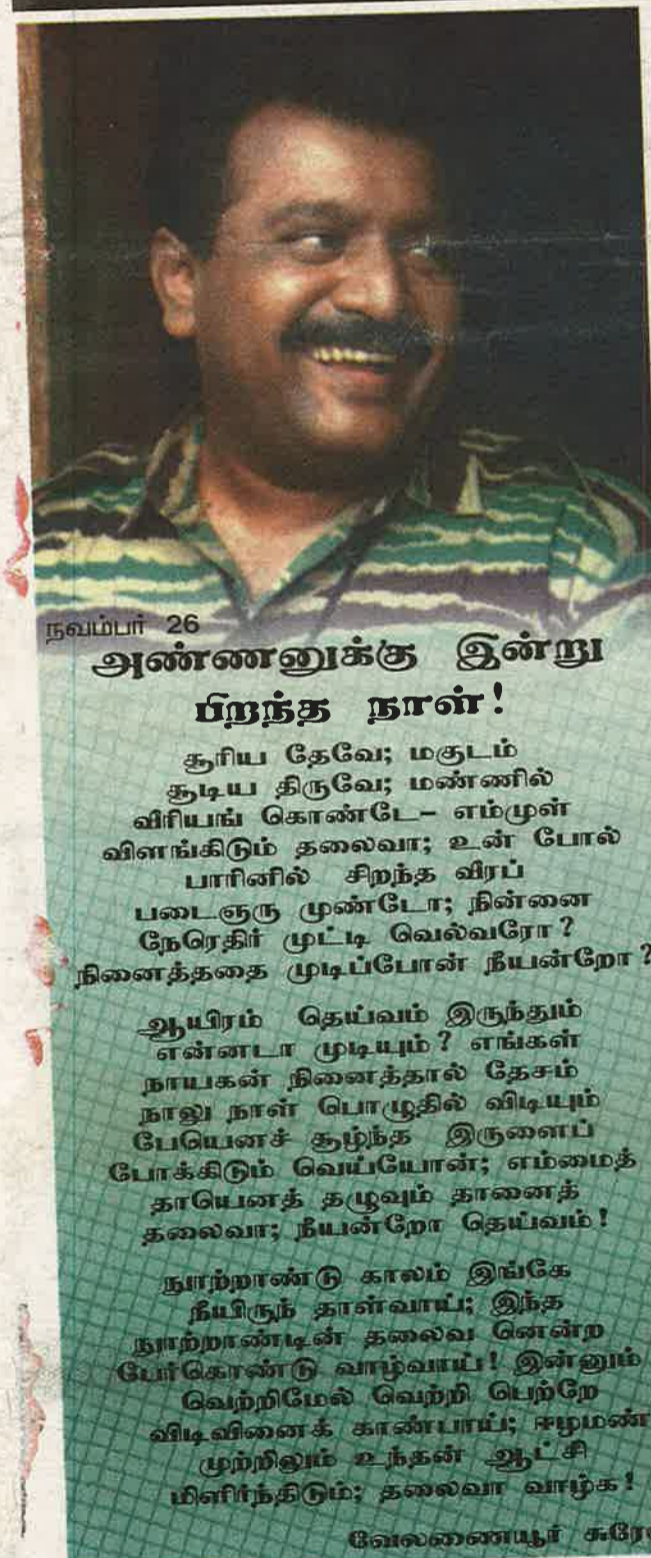 நவம்பர் 26
அண்ணனுக்கு இன்று
பிறந்த நாள்!
சூரிய தேவே; மகுடம்
சூடிய திருவே; மண்ணில்
வீரியங் கொண்டே– எம்முள்
விளங்கிடும் தலைவா; உன் போல்
பாரினில் சிறந்த வீரப்
படைஞரு முண்டோ; நின்னை
நேரெதிர் முட்டி வெல்வரோ?
நினைத்ததை முடிப்போன் நீயன்றோ?
ஆயிரம் தெய்வம் இருந்தும்
என்னடா முடியும்? எங்கள்
நாயகன் நினைத்தால் தேசம்
நாலு நாள் பொழுதில் விடியும்
பேயெனச் சூழ்ந்த இருளைப்
போக்கிடும் வெய்யோன்; எம்மைத்
தாயெனத் தழுவும் தானைத்
தலைவா; நீயன்றோ தெய்வம்!
நூற்றாண்டு காலம் இங்கே
நீயிருந் தாள்வாய்; இந்த
நூற்றாண்டின் தலைவ னென்ற
பேர்கொண்டு வாழ்வாய்! இன்னும்
வெற்றிமேல் வெற்றி பெற்றே
விடிவினைக் காண்பாய்; ஈழமண்
முற்றிலும் உந்தன் ஆட்சி
மிளிர்ந்திடும்; தலைவா வாழ்க!
வேலணையூர்